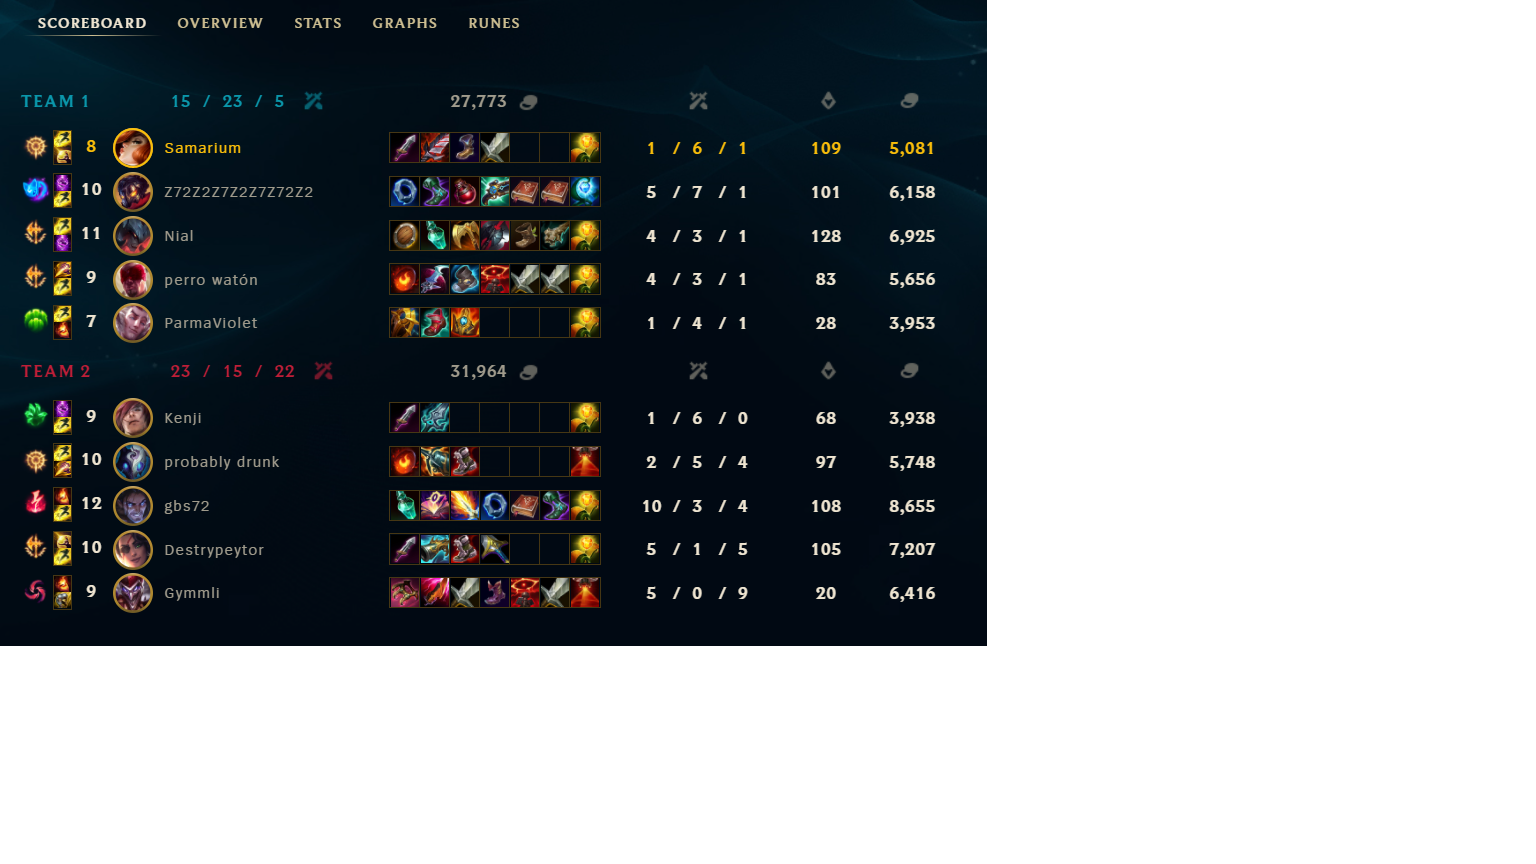 SCOREBOARD OVERVIEW STATS GRAPHS RUNES
TEAM 1 15 / 23 / 5 27,773
8 Samarium 1 / 6 / 1 109 5,081
10 Z72Z2Z7Z2Z7Z72Z2 5 / 7 / 1 101 6,158
11 Nial 4 / 3 / 1 128 6,925
9 perro watón 4 / 3 / 1 83 5,656
7 ParmaViolet 1 / 4 / 1 28 3,953
TEAM 2 23 / 15 / 22 31,964
9 Kenji 1 / 6 / 0 68 3,938
10 probably drunk 2 / 5 / 4 97 5,748
12 gbs72 10 / 3 / 4 108 8,655
10 Destrypeytor 5 / 1 / 5 105 7,207
9 Gymmli 5 / 0 / 9 20 6,416